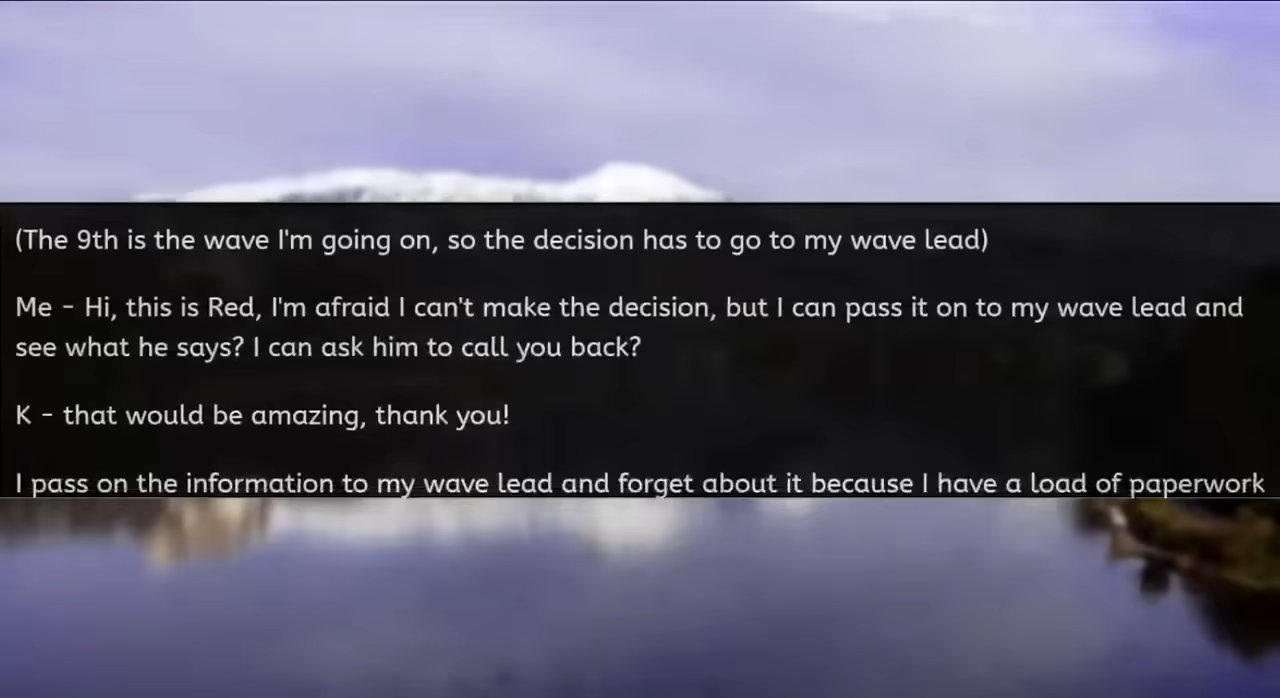 (The 9th is the wave I'm going on, so the decision has to go to my wave lead)
Me - Hi, this is Red, I'm afraid I can't make the decision, but I can pass it on to my wave lead and
see what he says? I can ask him to call you back?
K - that would be amazing, thank you!
I pass on the information to my wave lead and forget about it because I have a load of paperwork